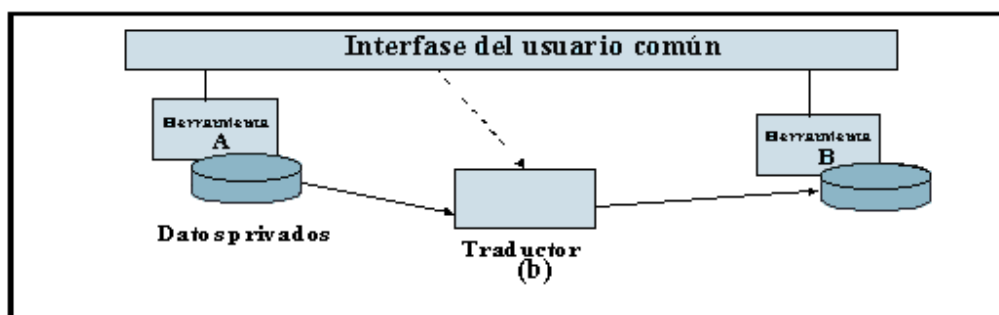 Interfase del usuario común
Herramienta
A
Herramienta
B
Datos privados
Traductor
(b)